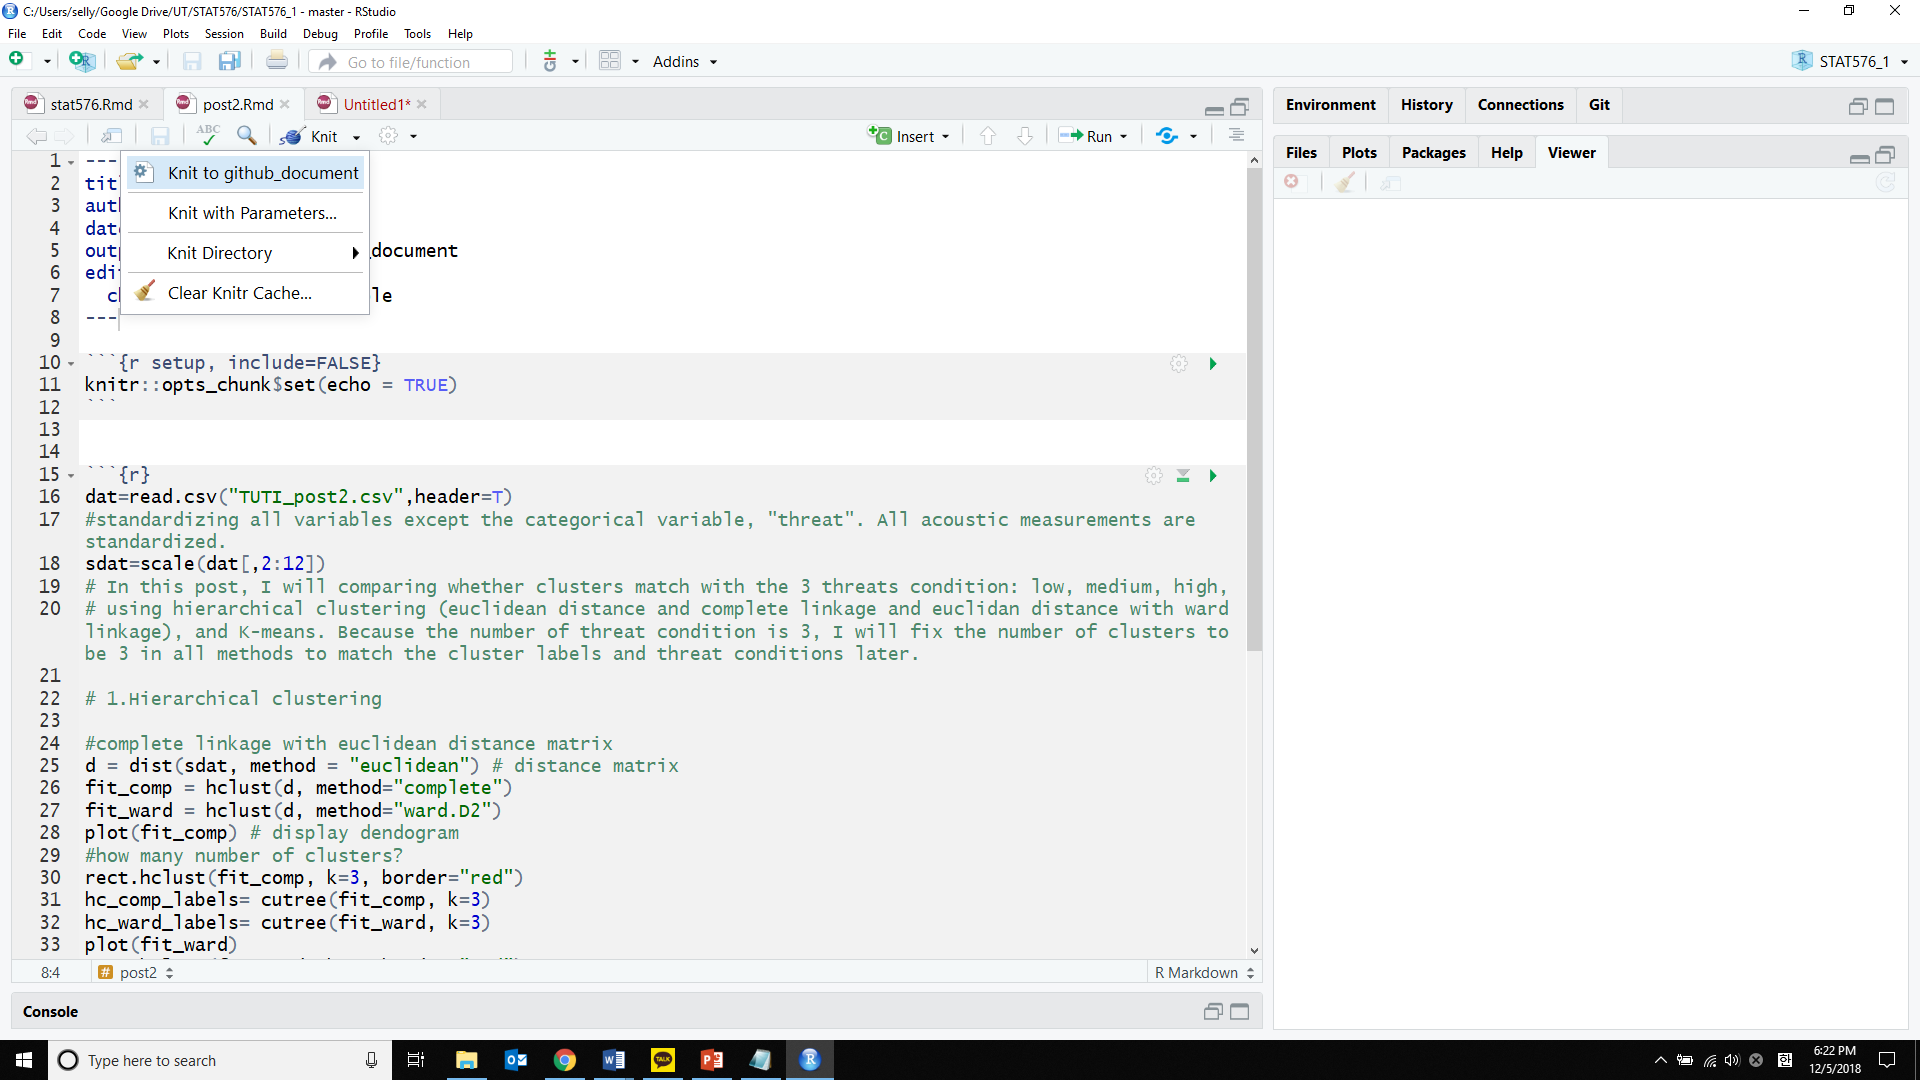 C:/Users/selly/Google Drive/UT/STAT576/STAT576_1 - master - RStudio
File Edit Code View Plots Session Build Debug Profile Tools Help
Go to file/function
Addins
STAT576_1
stat576.Rmd
post2.Rmd
Untitled1*
ABC
Knit
Insert
Run
Environment History Connections Git
Files Plots Packages Help Viewer
Knit to github_document
Knit with Parameters...
Knit Directory
Clear Knitr Cache...
1 ---
2 tit
3 aut
4 dat
5 out _document
6 edi
7 c le
8 ---
9
10 ```{r setup, include=FALSE}
11 knitr::opts_chunk$set(echo = TRUE)
12 ```
13
14
15 ```{r}
16 dat=read.csv("TUTI_post2.csv",header=T)
17 #standardizing all variables except the categorical variable, "threat". All acoustic measurements are
standardized.
18 sdat=scale(dat[,2:12])
19 # In this post, I will comparing whether clusters match with the 3 threats condition: low, medium, high,
20 # using hierarchical clustering (euclidean distance and complete linkage and euclidan distance with ward
linkage), and K-means. Because the number of threat condition is 3, I will fix the number of clusters to
be 3 in all methods to match the cluster labels and threat conditions later.
21
22 # 1.Hierarchical clustering
23
24 #complete linkage with euclidean distance matrix
25 d = dist(sdat, method = "euclidean") # distance matrix
26 fit_comp = hclust(d, method="complete")
27 fit_ward = hclust(d, method="ward.D2")
28 plot(fit_comp) # display dendogram
29 #how many number of clusters?
30 rect.hclust(fit_comp, k=3, border="red")
31 hc_comp_labels= cutree(fit_comp, k=3)
32 hc_ward_labels= cutree(fit_ward, k=3)
33 plot(fit_ward)
8:4 # post2 R Markdown
Console
Type here to search
TALK
한
6:22 PM
12/5/2018